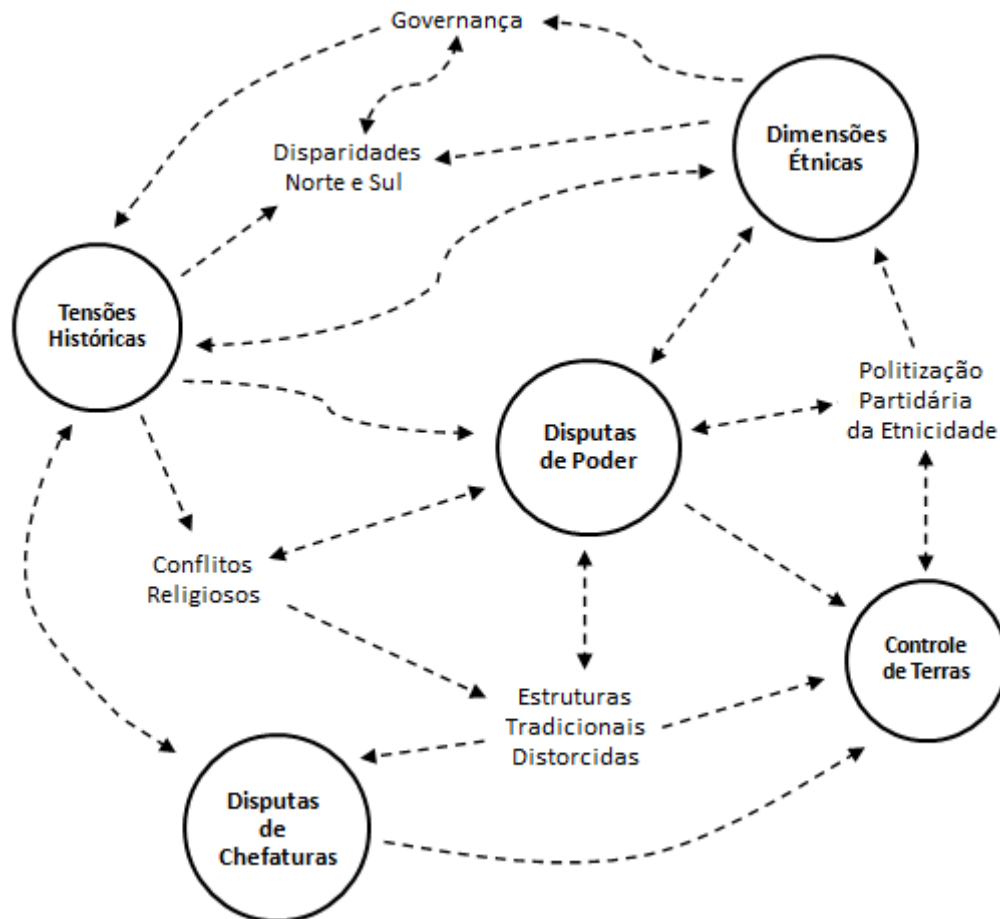 Governança
Dimensões
Étnicas
Disparidades
Norte e Sul
Tensões
Históricas
Politização
Partidária
da Etnicidade
Disputas
de Poder
Conflitos
Religiosos
Controle
de Terras
Estruturas
Tradicionais
Distorcidas
Disputas
de
Chefaturas